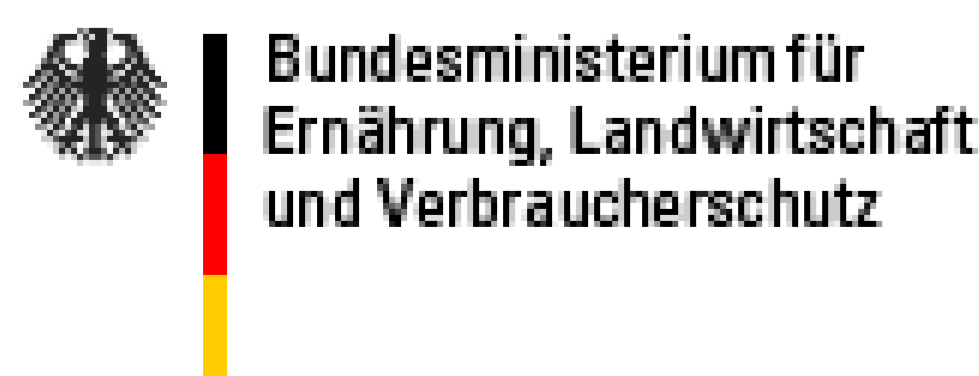 Bundesministerium für
Ernährung, Landwirtschaft
und Verbraucherschutz